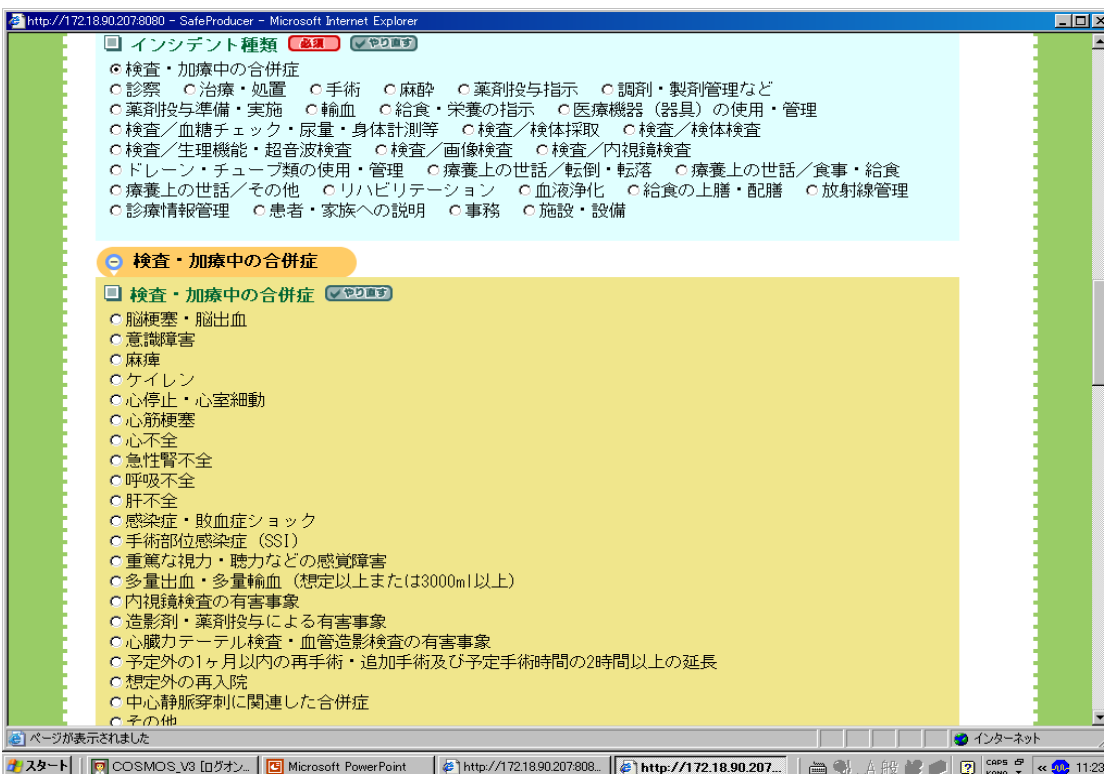 http://172.18.90.207:8080 - SafeProducer - Microsoft Internet Explorer
インシデント種類 必須 やり直す
検査・加療中の合併症
診察 治療・処置 手術 麻酔 薬剤投与指示 調剤・製剤管理など
薬剤投与準備・実施 輸血 給食・栄養の指示 医療機器（器具）の使用・管理
検査／血糖チェック・尿量・身体計測等 検査／検体採取 検査／検体検査
検査／生理機能・超音波検査 検査／画像検査 検査／内視鏡検査
ドレーン・チューブ類の使用・管理 療養上の世話／転倒・転落 療養上の世話／食事・給食
療養上の世話／その他 リハビリテーション 血液浄化 給食の上膳・配膳 放射線管理
診療情報管理 患者・家族への説明 事務 施設・設備
検査・加療中の合併症
検査・加療中の合併症 やり直す
脳梗塞・脳出血
意識障害
麻痺
ケイレン
心停止・心室細動
心筋梗塞
心不全
急性腎不全
呼吸不全
肝不全
感染症・敗血症ショック
手術部位感染症（SSI）
重篤な視力・聴力などの感覚障害
多量出血・多量輸血（想定以上または3000ml以上）
内視鏡検査の有害事象
造影剤・薬剤投与による有害事象
心臓カテーテル検査・血管造影検査の有害事象
予定外の1ヶ月以内の再手術・追加手術及び予定手術時間の2時間以上の延長
想定外の再入院
中心静脈穿刺に関連した合併症
その他
ページが表示されました インターネット
スタート COSMOS_V3 [ログオン... Microsoft PowerPoint http://172.18.90.207:808... http://172.18.90.207... A 般 CAPS KANA 11:23